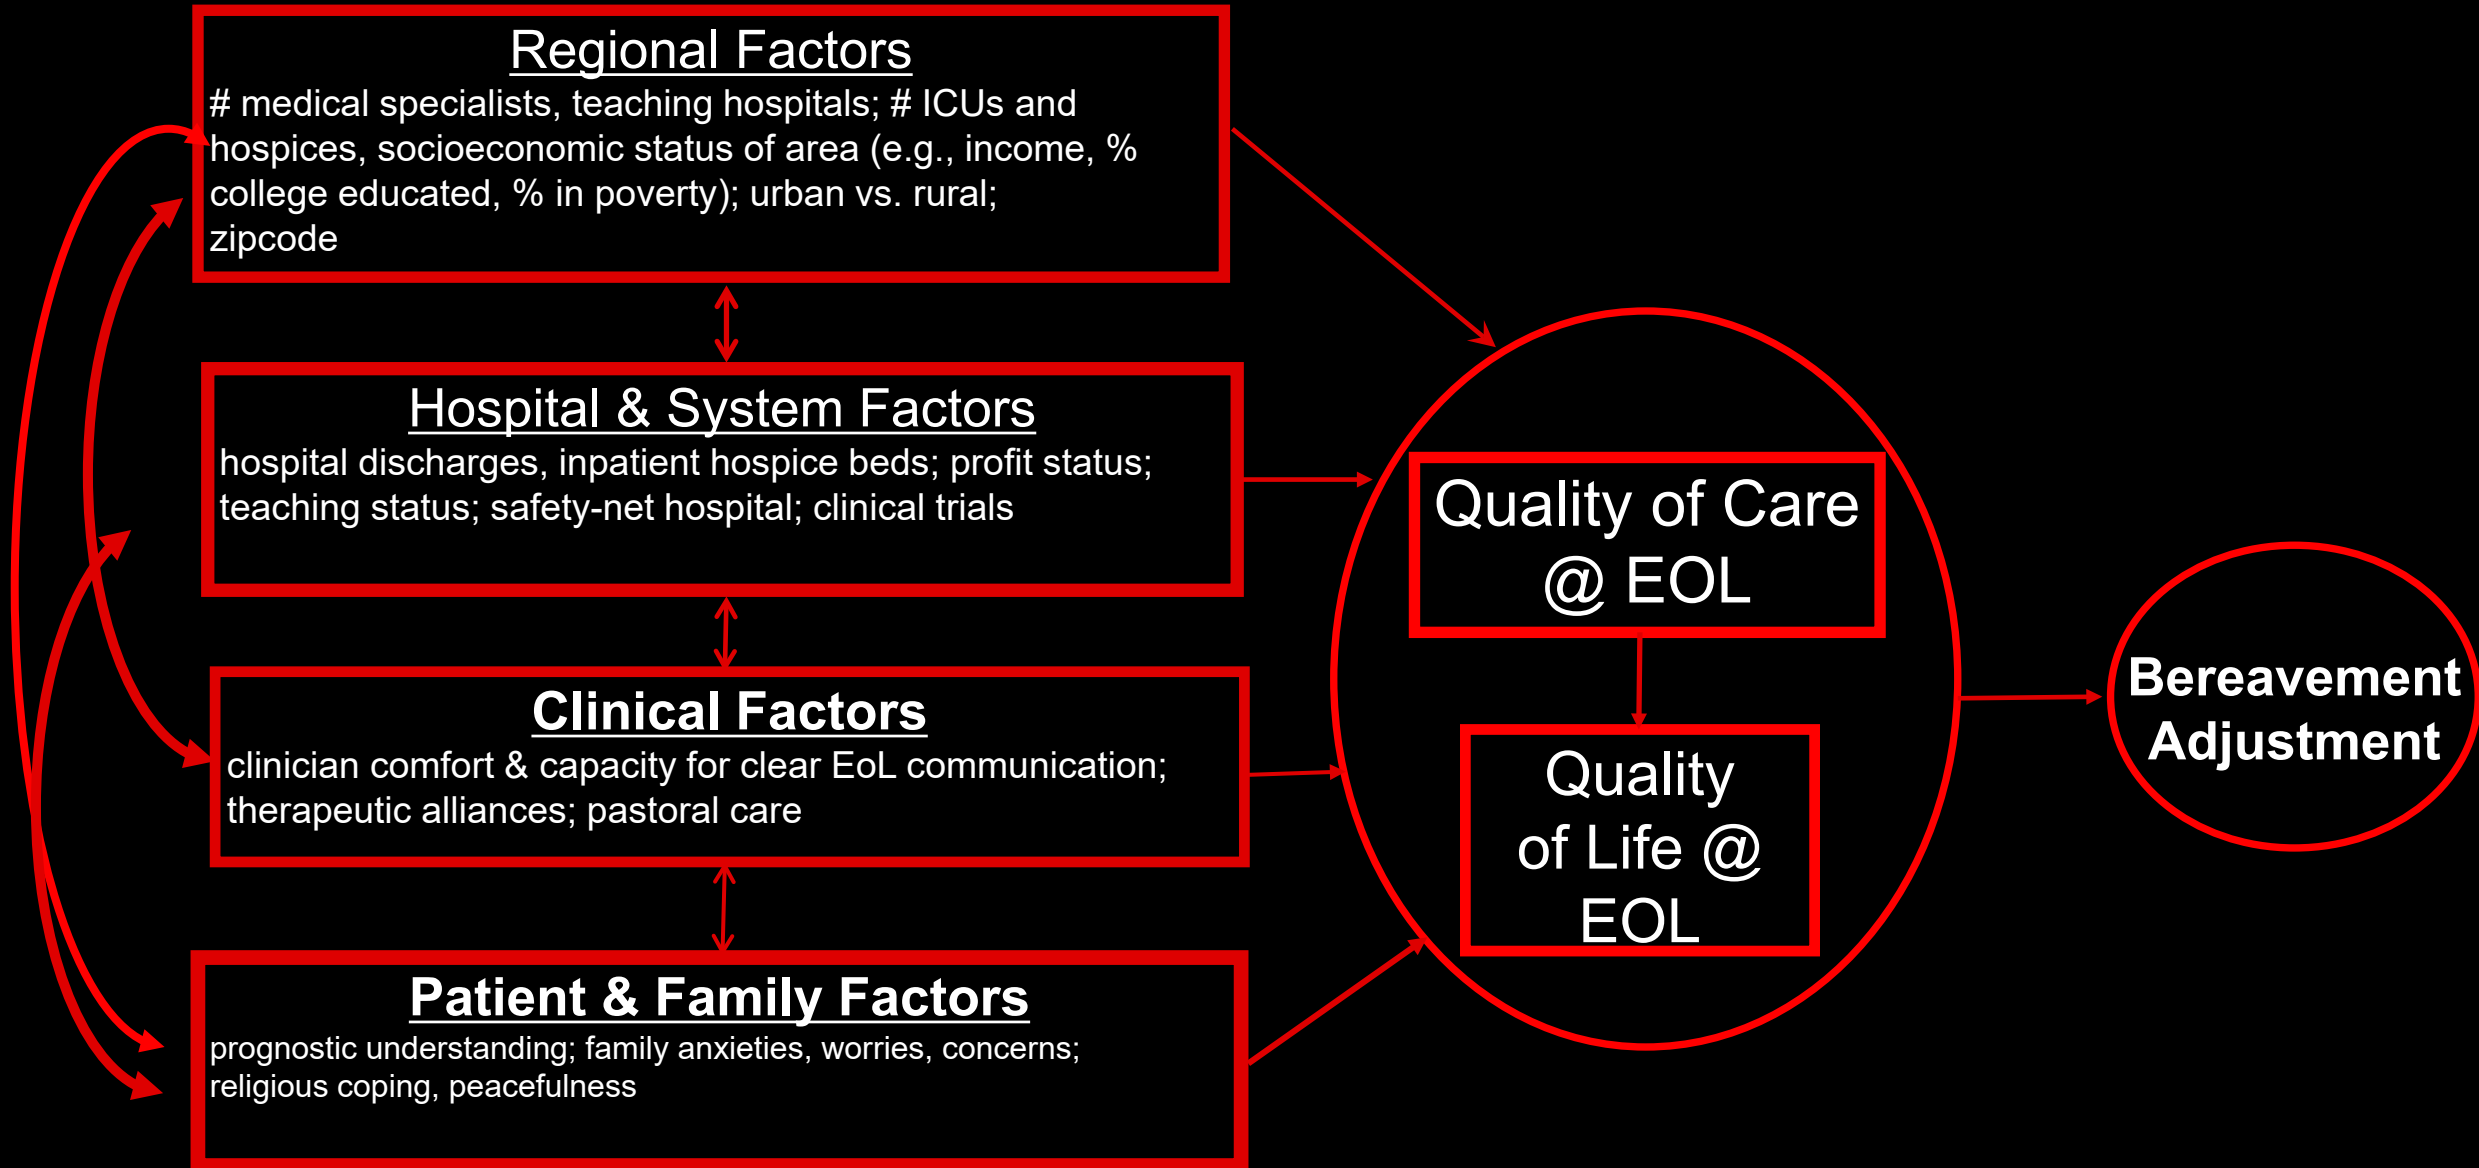 Regional Factors
# medical specialists, teaching hospitals; # ICUs and
hospices, socioeconomic status of area (e.g., income, %
college educated, % in poverty); urban vs. rural;
zipcode
Hospital & System Factors
hospital discharges, inpatient hospice beds; profit status;
teaching status; safety-net hospital; clinical trials
Clinical Factors
clinician comfort & capacity for clear EoL communication;
therapeutic alliances; pastoral care
Patient & Family Factors
prognostic understanding; family anxieties, worries, concerns;
religious coping, peacefulness
Quality of Care
@ EOL
Quality
of Life @
EOL
Bereavement
Adjustment